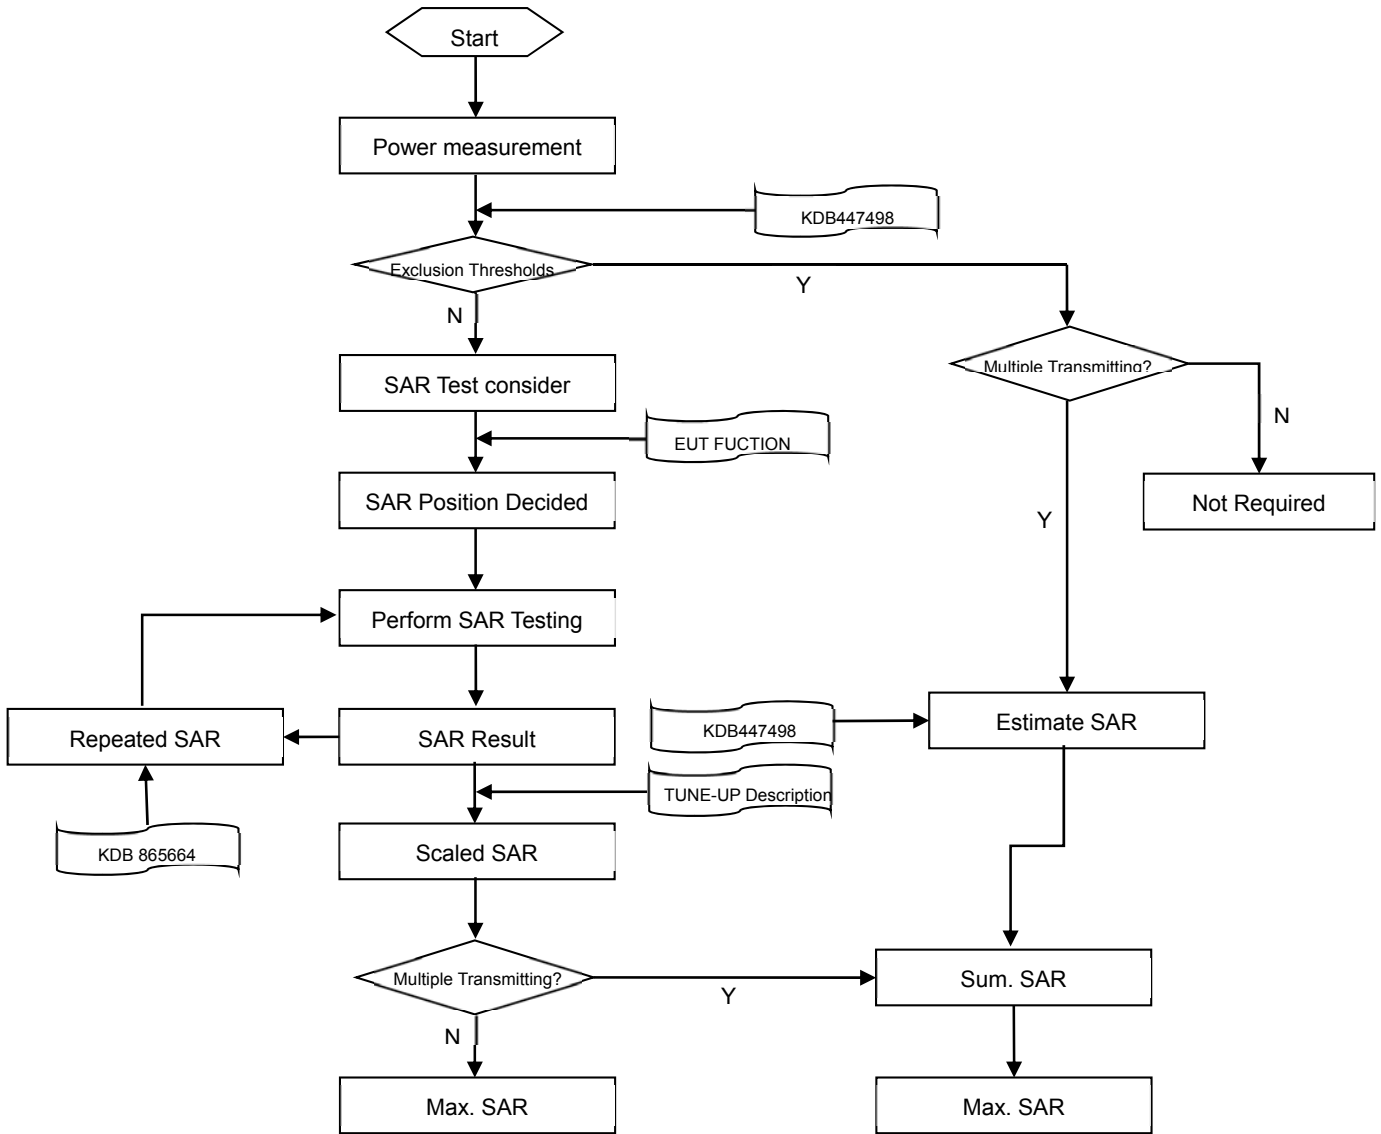 Start
Power measurement
KDB447498
Exclusion Thresholds
Y
N
Multiple Transmitting?
SAR Test consider
N
EUT FUCTION
SAR Position Decided
Not Required
Y
Perform SAR Testing
Repeated SAR
SAR Result
KDB447498
Estimate SAR
TUNE-UP Description
KDB 865664
Scaled SAR
Multiple Transmitting?
Y
Sum. SAR
N
Max. SAR
Max. SAR